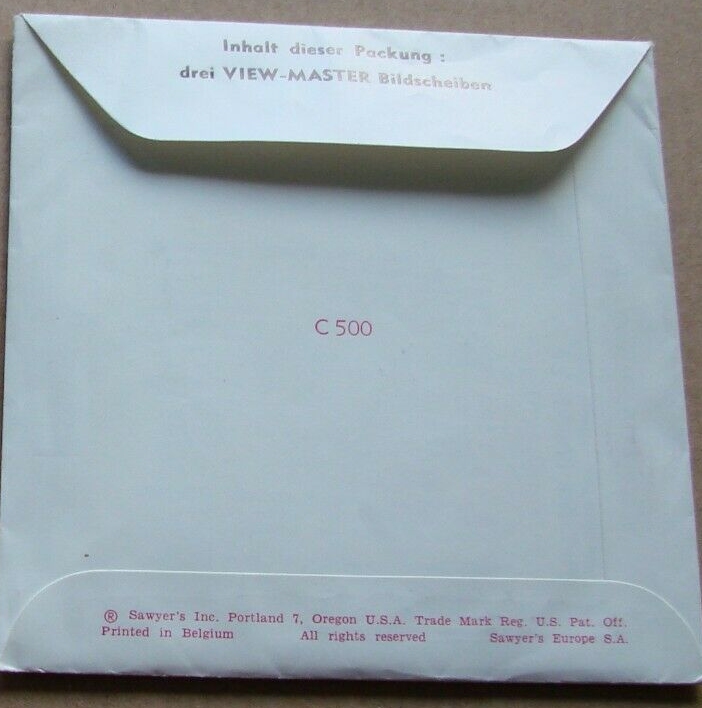 Inhalt dieser Packung :
drei VIEW-MASTER Bildscheiben
C 500
® Sawyer's Inc. Portland 7, Oregon U.S.A. Trade Mark Reg. U.S. Pat. Off.
Printed in Belgium All rights reserved Sawyer's Europe S.A.